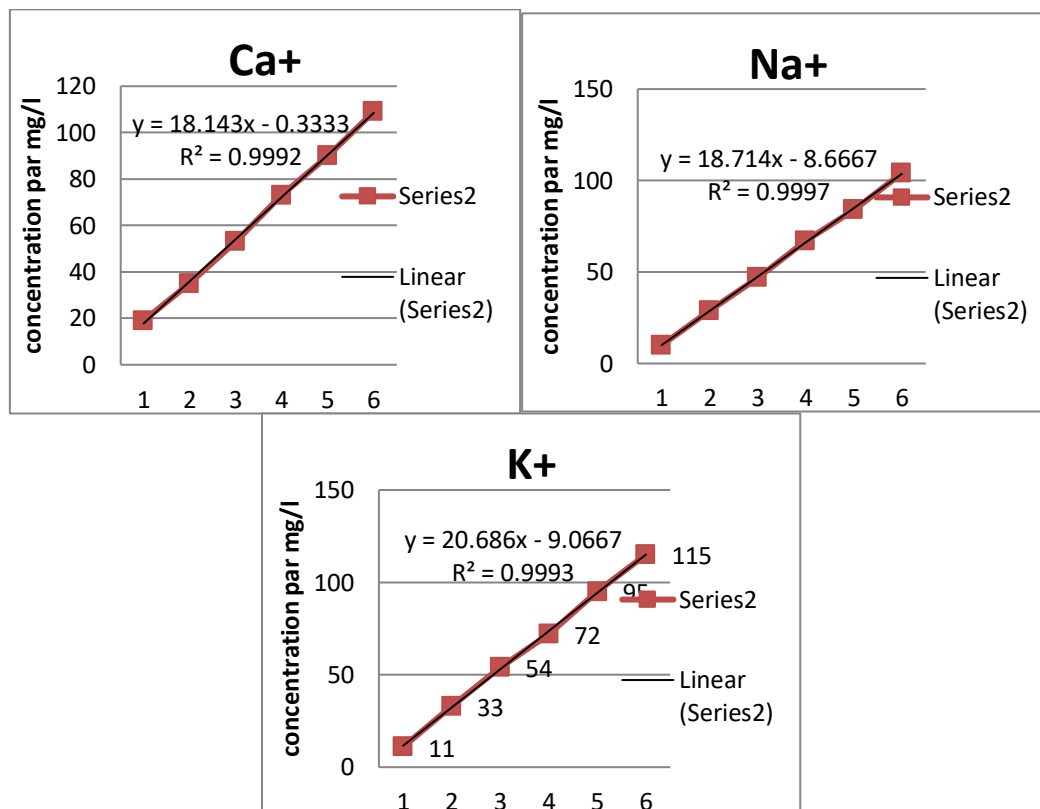 Ca+
concentration par mg/l
120
100
80
60
40
20
0
y = 18.143x - 0.3333
R² = 0.9992
Series2
Linear
(Series2)
1 2 3 4 5 6
Na+
concentration par mg/l
150
100
50
0
y = 18.714x - 8.6667
R² = 0.9997
Series2
Linear
(Series2)
1 2 3 4 5 6
K+
concentration par mg/l
150
100
50
0
y = 20.686x - 9.0667
R² = 0.9993
115
95
72
54
33
11
Series2
Linear
(Series2)
1 2 3 4 5 6